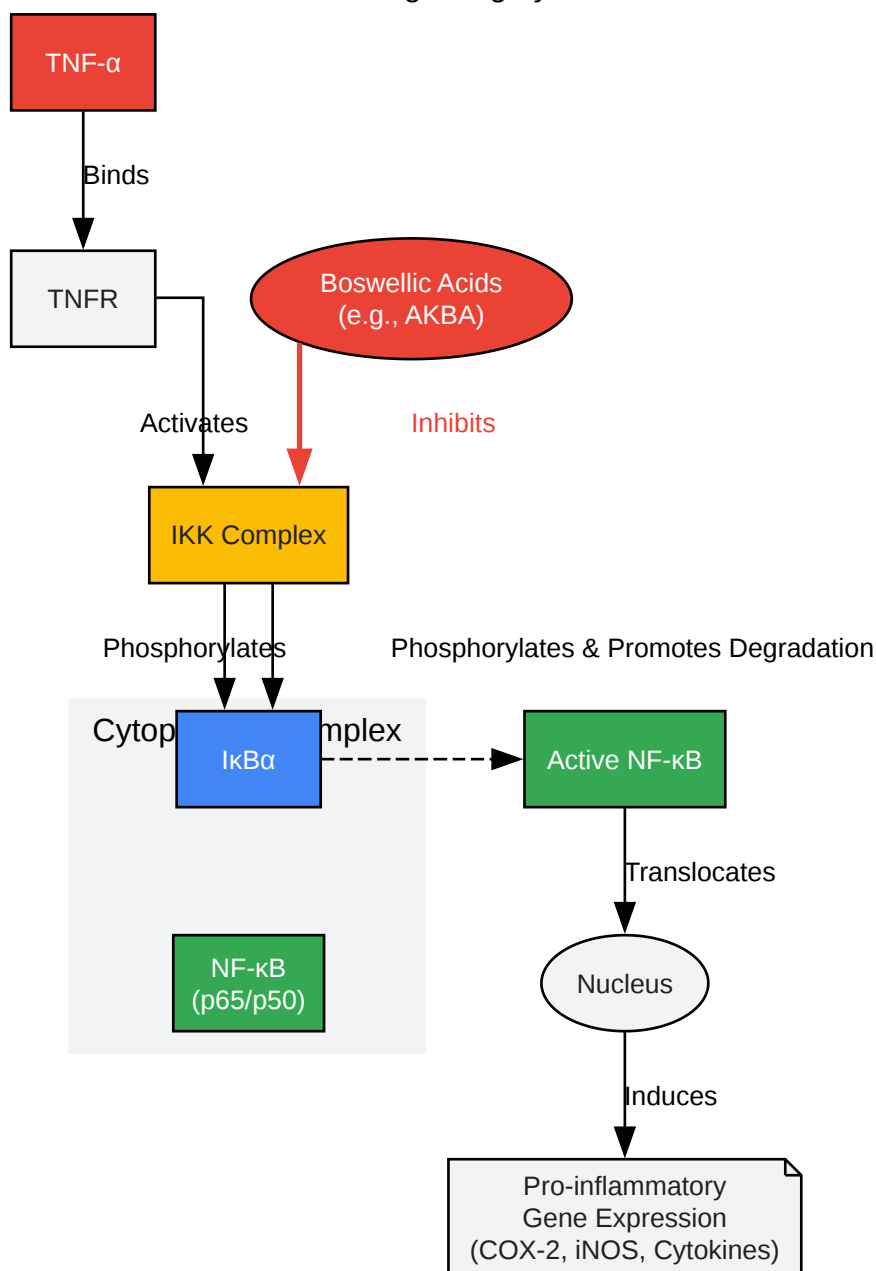 TNF-α
Binds
TNFR
Boswellic Acids
(e.g., AKBA)
Activates
Inhibits
IKK Complex
Phosphorylates
Phosphorylates & Promotes Degradation
IκBα
Active NF-κB
Translocates
NF-κB
(p65/p50)
Nucleus
Induces
Pro-inflammatory
Gene Expression
(COX-2, iNOS, Cytokines)